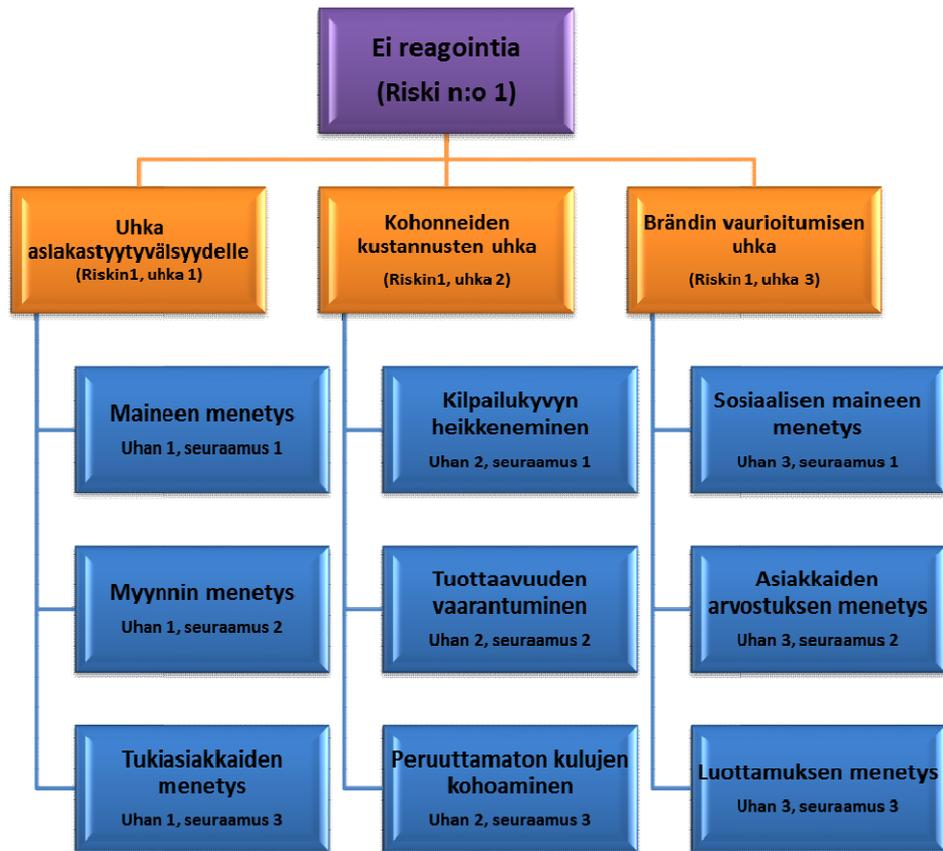 Ei reagointia
(Riski n:o 1)
Uhka
asiakastyytyväisyydelle
(Riskin1, uhka 1)
Kohonneiden
kustannusten uhka
(Riskin1, uhka 2)
Brändin vaurioitumisen
uhka
(Riskin 1, uhka 3)
Maineen menetys
Uhan 1, seuraamus 1
Kilpailukyvyn
heikkeneminen
Uhan 2, seuraamus 1
Sosiaalisen maineen
menetys
Uhan 3, seuraamus 1
Myynnin menetys
Uhan 1, seuraamus 2
Tuottaavuuden
vaarantuminen
Uhan 2, seuraamus 2
Asiakkaiden
arvostuksen menetys
Uhan 3, seuraamus 2
Tukiasiakkaiden
menetys
Uhan 1, seuraamus 3
Peruuttamaton kulujen
kohoaminen
Uhan 2, seuraamus 3
Luottamuksen menetys
Uhan 3, seuraamus 3